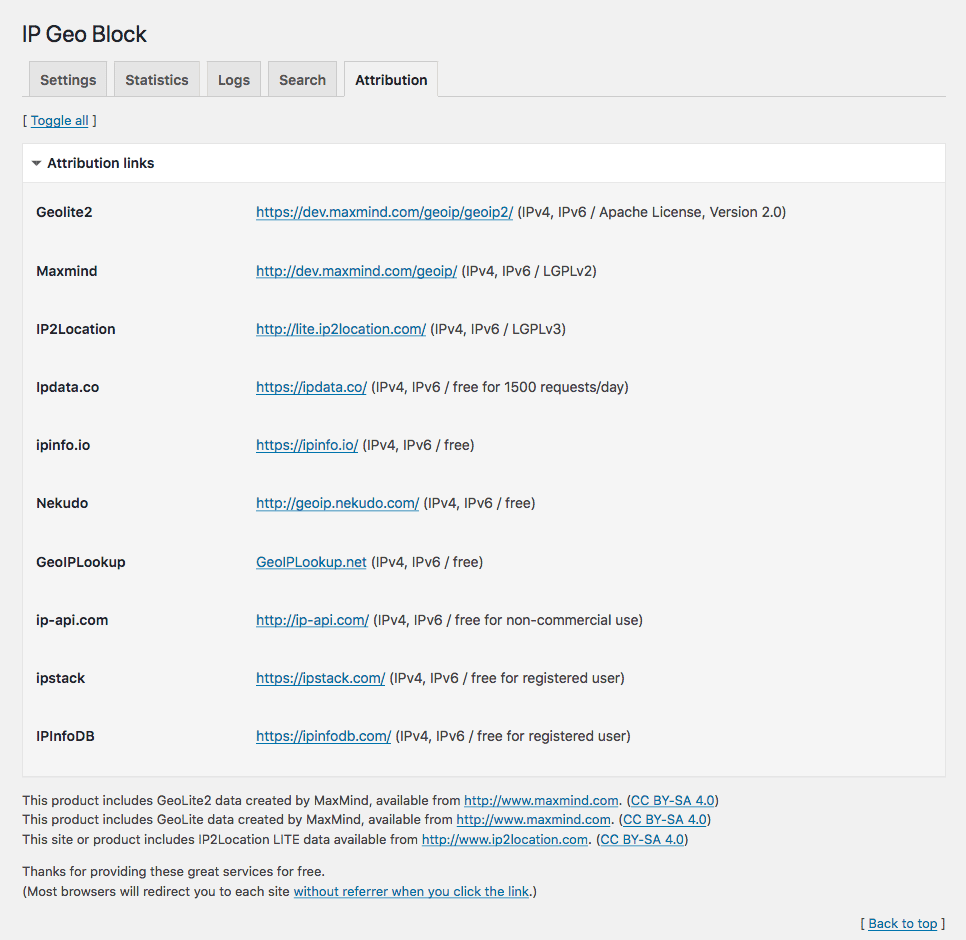 IP Geo Block
Settings Statistics Logs Search Attribution
[ Toggle all ]
Attribution links
Geolite2 https://dev.maxmind.com/geoip/geoip2/ (IPv4, IPv6 / Apache License, Version 2.0)
Maxmind http://dev.maxmind.com/geoip/ (IPv4, IPv6 / LGPLv2)
IP2Location http://lite.ip2location.com/ (IPv4, IPv6 / LGPLv3)
Ipdata.co https://ipdata.co/ (IPv4, IPv6 / free for 1500 requests/day)
ipinfo.io https://ipinfo.io/ (IPv4, IPv6 / free)
Nekudo http://geoip.nekudo.com/ (IPv4, IPv6 / free)
GeoIPLookup GeoIPLookup.net (IPv4, IPv6 / free)
ip-api.com http://ip-api.com/ (IPv4, IPv6 / free for non-commercial use)
ipstack https://ipstack.com/ (IPv4, IPv6 / free for registered user)
IPInfoDB https://ipinfodb.com/ (IPv4, IPv6 / free for registered user)
This product includes GeoLite2 data created by MaxMind, available from http://www.maxmind.com. (CC BY-SA 4.0)
This product includes GeoLite data created by MaxMind, available from http://www.maxmind.com. (CC BY-SA 4.0)
This site or product includes IP2Location LITE data available from http://www.ip2location.com. (CC BY-SA 4.0)
Thanks for providing these great services for free.
(Most browsers will redirect you to each site without referrer when you click the link.)
[ Back to top ]